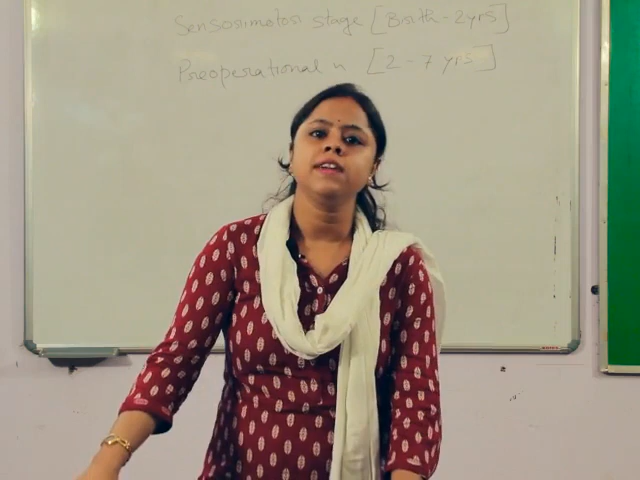 Sensorimotor stage [Birth - 2yrs]
Preoperational " [2 - 7 yrs]